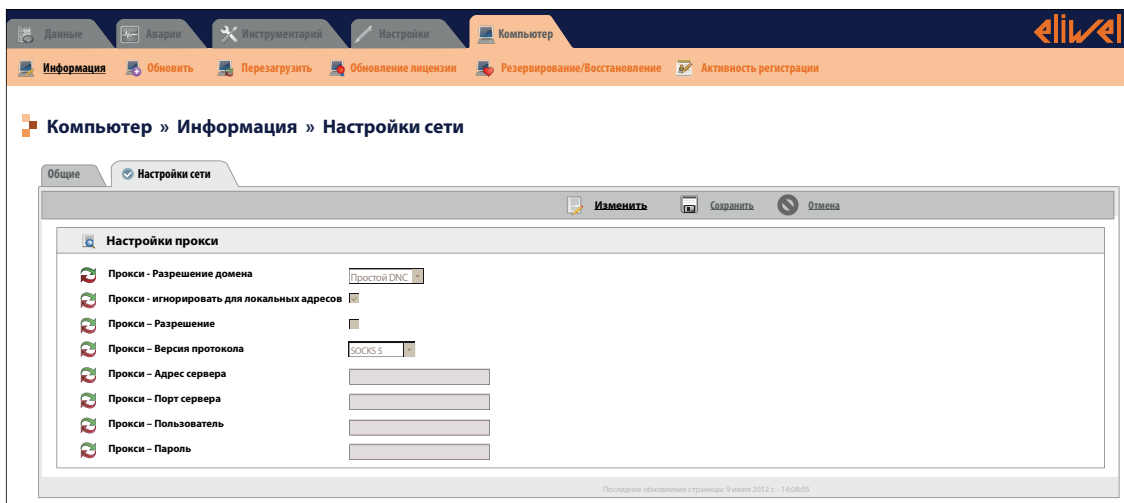 Данные Аварии Инструментарий Настройки Компьютер eliwel
Информация Обновить Перезагрузить Обновление лицензии Резервирование/Восстановление Активность регистрации
Компьютер » Информация » Настройки сети
Общие Настройки сети
Изменить Сохранить Отмена
Настройки прокси
Прокси - Разрешение домена Простой DNC
Прокси - игнорировать для локальных адресов
Прокси – Разрешение
Прокси – Версия протокола SOCKS 5
Прокси – Адрес сервера
Прокси – Порт сервера
Прокси – Пользователь
Прокси – Пароль
Последнее обновление страницы: 9 июля 2012 г. - 14:08:05